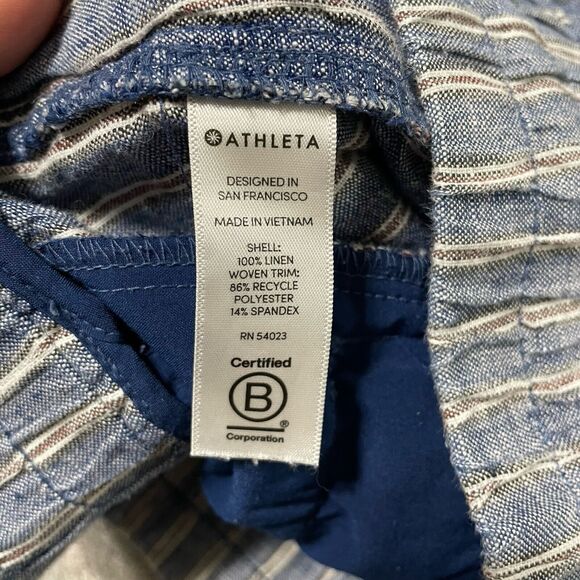 ATHLETA
DESIGNED IN
SAN FRANCISCO
MADE IN VIETNAM
SHELL:
100% LINEN
WOVEN TRIM:
86% RECYCLE
POLYESTER
14% SPANDEX
RN 54023
Certified
B
®
Corporation